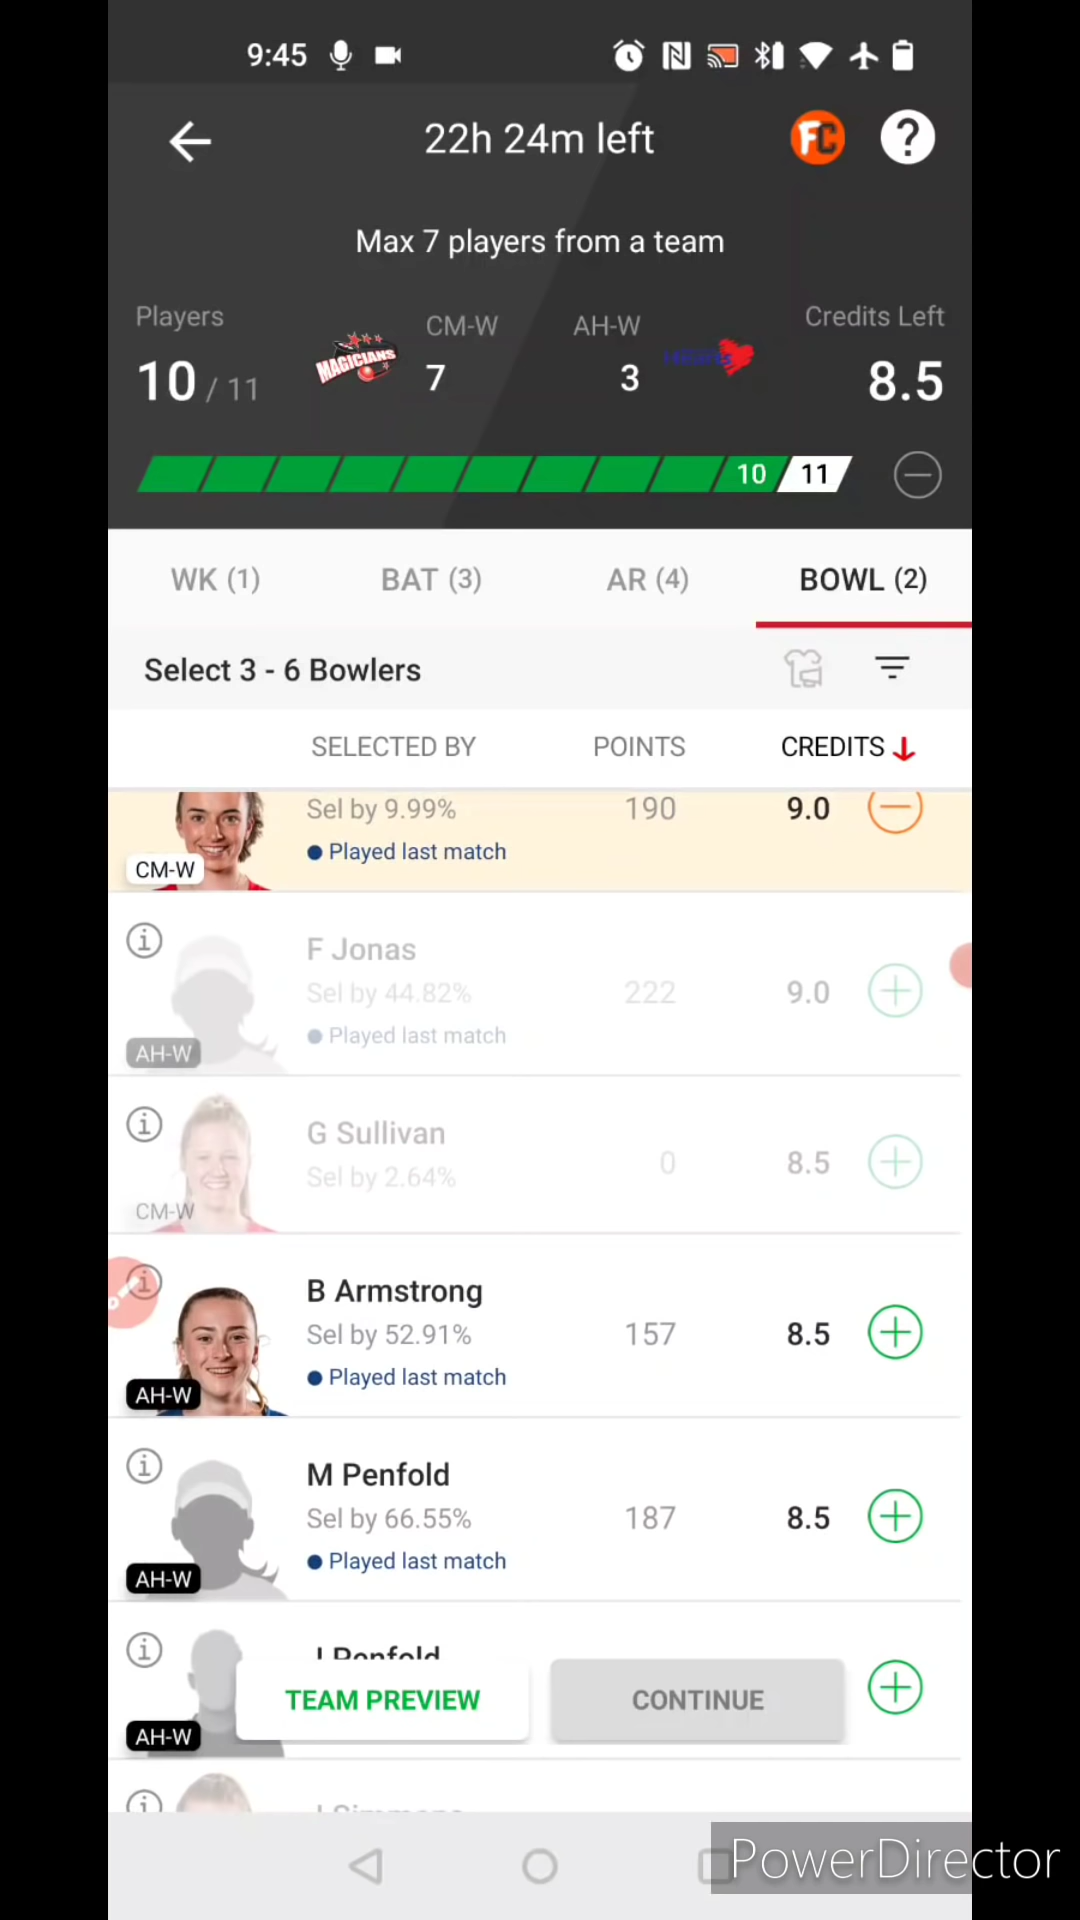 9:45
22h 24m left
FC
?
Max 7 players from a team
Players
CM-W
AH-W
Credits Left
MAGICIANS
10 / 11
7
3
8.5
10
11
WK (1)
BAT (3)
AR (4)
BOWL (2)
Select 3 - 6 Bowlers
SELECTED BY
POINTS
CREDITS
Sel by 9.99%
190
9.0
Played last match
CM-W
F Jonas
Sel by 44.82%
222
9.0
Played last match
AH-W
G Sullivan
Sel by 2.64%
0
8.5
CM-W
B Armstrong
Sel by 52.91%
157
8.5
Played last match
AH-W
M Penfold
Sel by 66.55%
187
8.5
Played last match
AH-W
J Penfold
TEAM PREVIEW
CONTINUE
AH-W
PowerDirector